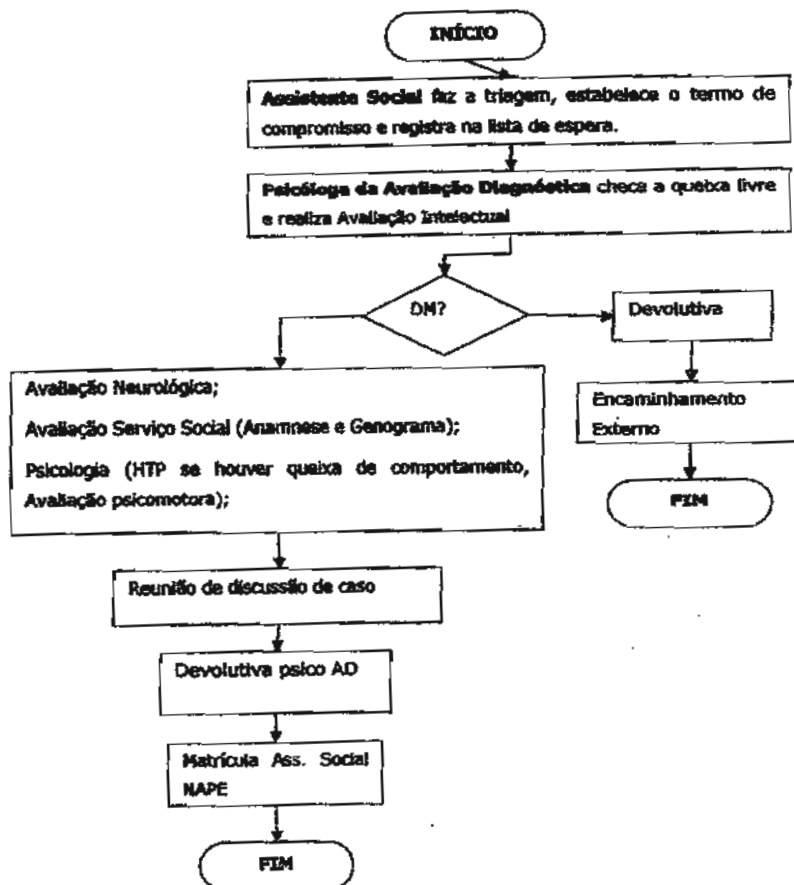 INÍCIO
Assistente Social faz a triagem, estabelece o termo de
compromisso e registra na lista de espera.
Psicóloga da Avaliação Diagnóstica checa a queixa livre
e realiza Avaliação Intelectual
DM?
Devolutiva
Avaliação Neurológica;
Avaliação Serviço Social (Anamnese e Genograma);
Psicologia (HTP se houver queixa de comportamento,
Avaliação psicomotora);
Encaminhamento
Externo
FIM
Reunião de discussão de caso
Devolutiva psico AD
Matrícula Ass. Social
NAPE
FIM